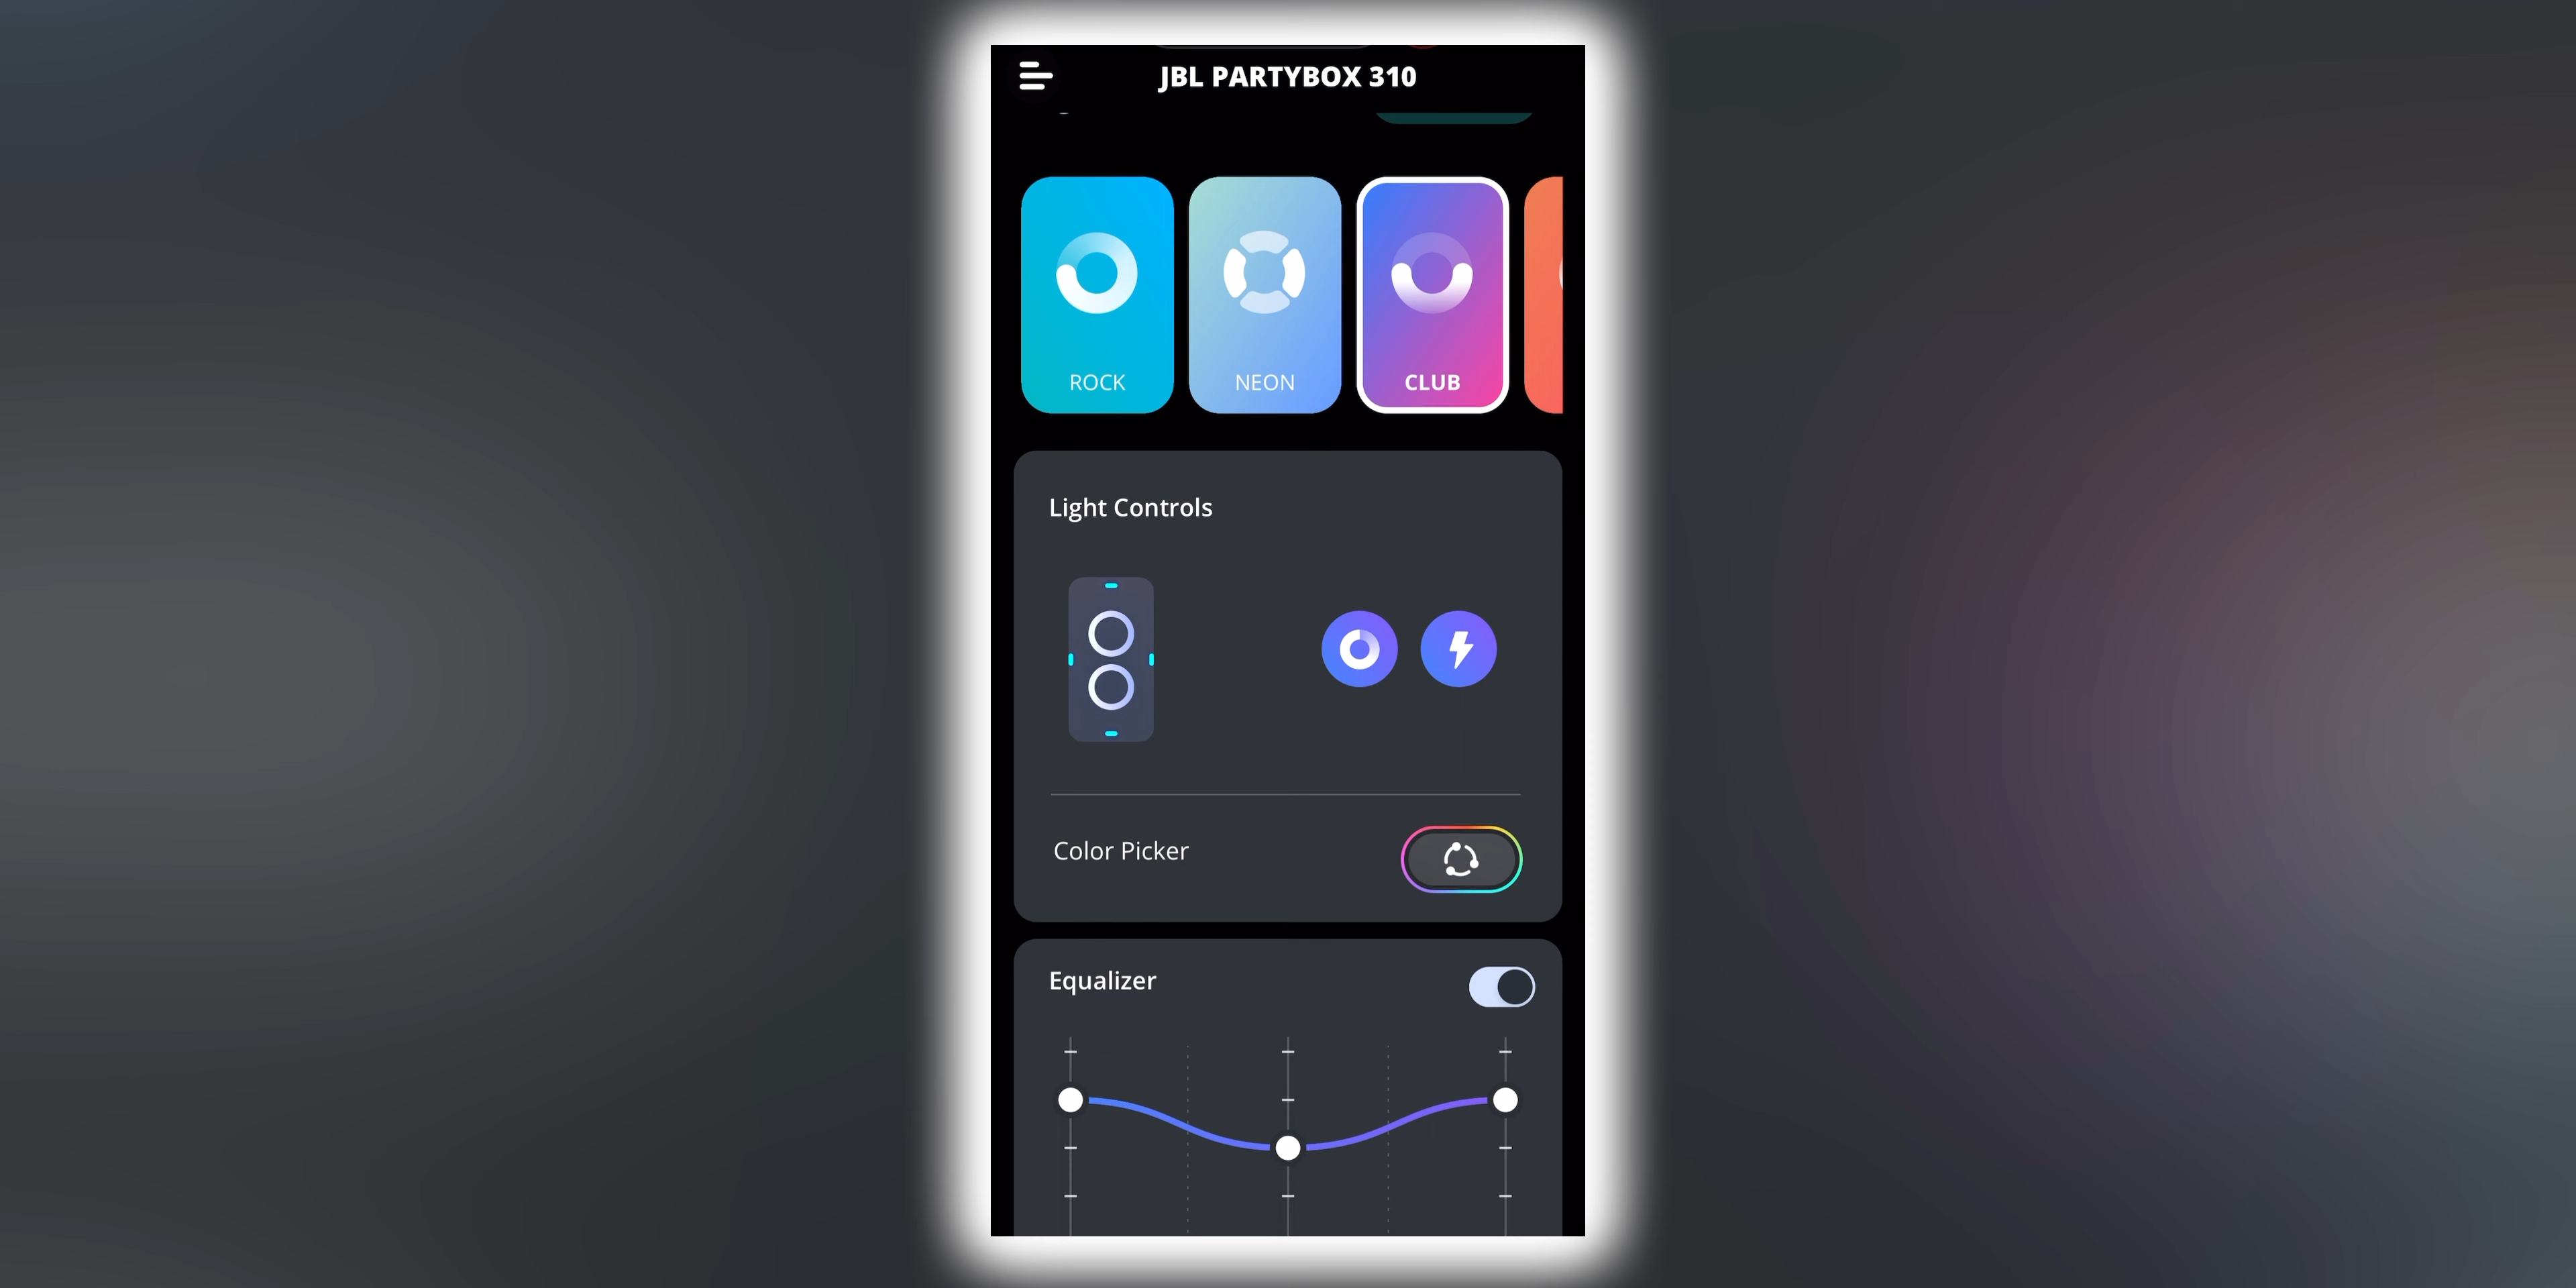 JBL PARTYBOX 310
ROCK
NEON
CLUB
Light Controls
Color Picker
Equalizer